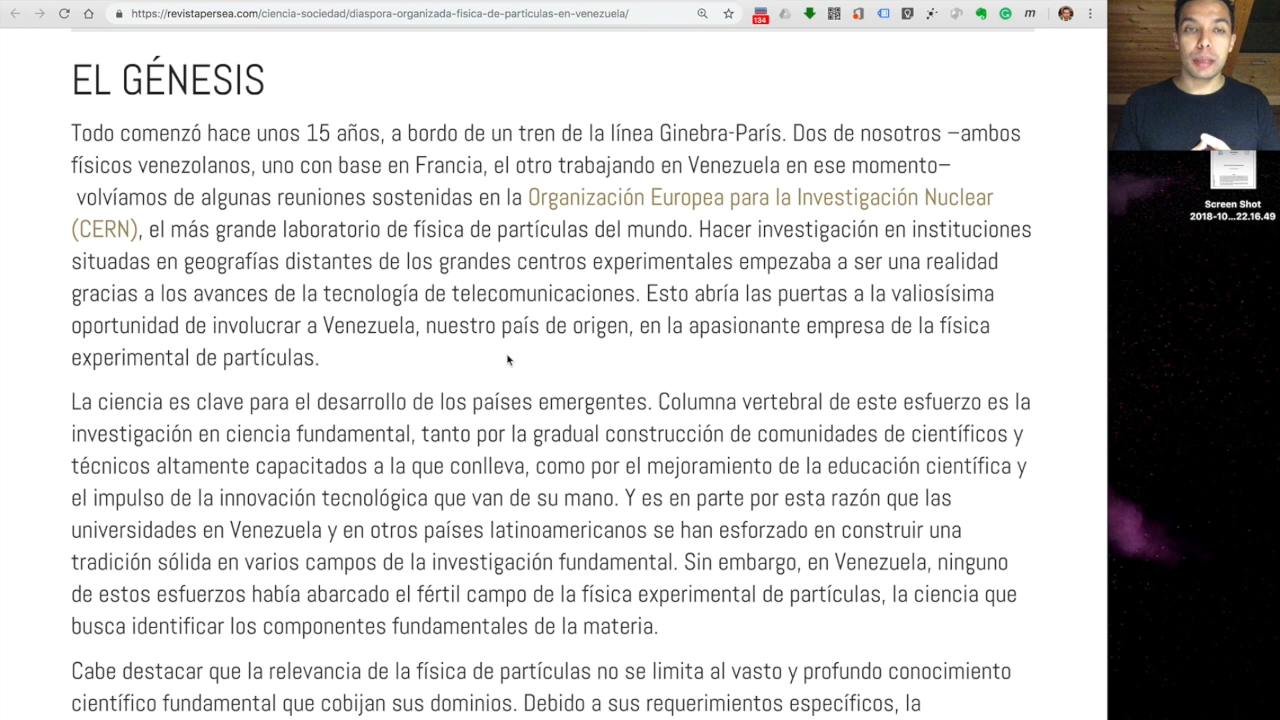 https://revistapersea.com/ciencia-sociedad/diaspora-organizada-fisica-de-particulas-en-venezuela/
134
m
EL GÉNESIS
Todo comenzó hace unos 15 años, a bordo de un tren de la línea Ginebra-París. Dos de nosotros –ambos
físicos venezolanos, uno con base en Francia, el otro trabajando en Venezuela en ese momento–
volvíamos de algunas reuniones sostenidas en la Organización Europea para la Investigación Nuclear
(CERN), el más grande laboratorio de física de partículas del mundo. Hacer investigación en instituciones
situadas en geografías distantes de los grandes centros experimentales empezaba a ser una realidad
gracias a los avances de la tecnología de telecomunicaciones. Esto abría las puertas a la valiosísima
oportunidad de involucrar a Venezuela, nuestro país de origen, en la apasionante empresa de la física
experimental de partículas.
La ciencia es clave para el desarrollo de los países emergentes. Columna vertebral de este esfuerzo es la
investigación en ciencia fundamental, tanto por la gradual construcción de comunidades de científicos y
técnicos altamente capacitados a la que conlleva, como por el mejoramiento de la educación científica y
el impulso de la innovación tecnológica que van de su mano. Y es en parte por esta razón que las
universidades en Venezuela y en otros países latinoamericanos se han esforzado en construir una
tradición sólida en varios campos de la investigación fundamental. Sin embargo, en Venezuela, ninguno
de estos esfuerzos había abarcado el fértil campo de la física experimental de partículas, la ciencia que
busca identificar los componentes fundamentales de la materia.
Cabe destacar que la relevancia de la física de partículas no se limita al vasto y profundo conocimiento
científico fundamental que cobijan sus dominios. Debido a sus requerimientos específicos, la
Screen Shot
2018-10...22.16.49